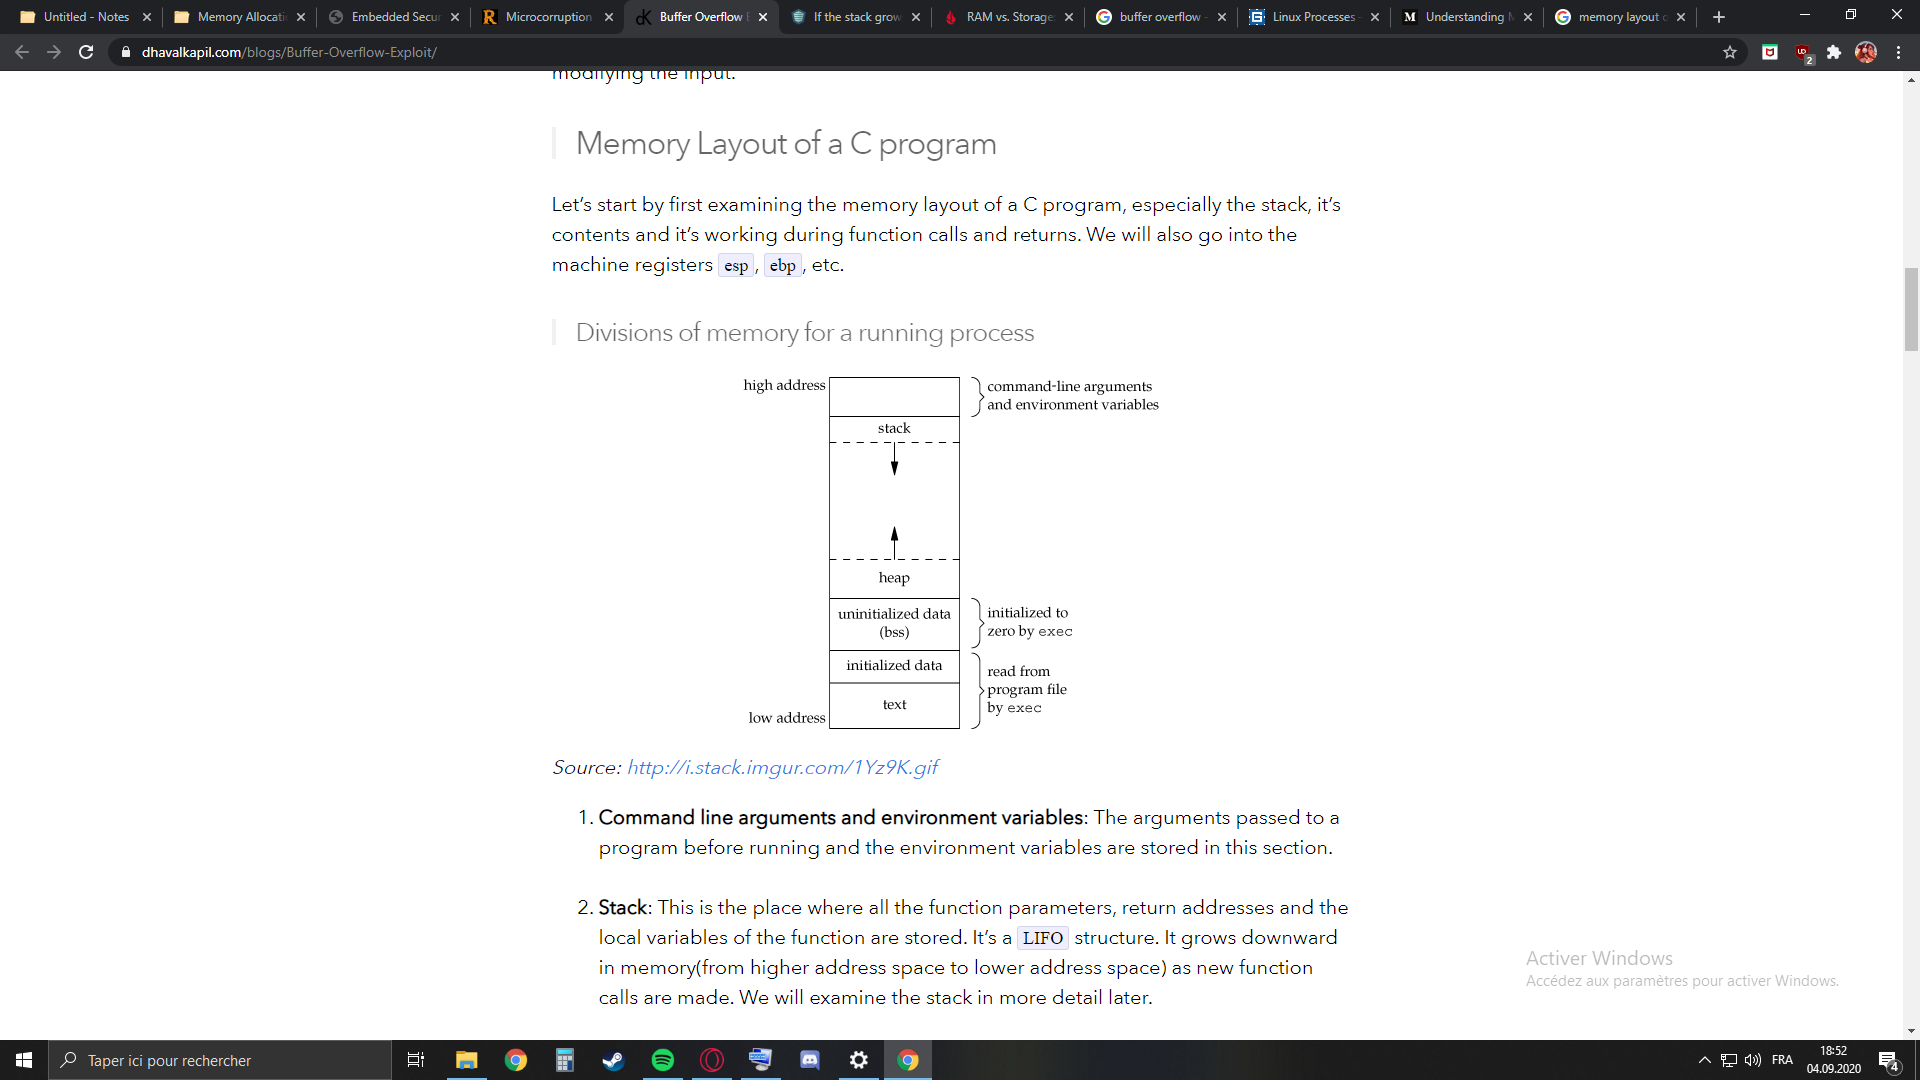 Untitled - Notes
Memory Allocati
Embedded Secur
Microcorruption
Buffer Overflow E
If the stack grow
RAM vs. Storage
buffer overflow -
Linux Processes -
Understanding M
memory layout o
dhavalkapil.com/blogs/Buffer-Overflow-Exploit/
2
modifying the input.
Memory Layout of a C program
Let’s start by first examining the memory layout of a C program, especially the stack, it’s
contents and it’s working during function calls and returns. We will also go into the
machine registers esp, ebp, etc.
Divisions of memory for a running process
high address
command-line arguments
and environment variables
stack
heap
uninitialized data
(bss)
initialized to
zero by exec
initialized data
read from
program file
by exec
text
low address
Source: http://i.stack.imgur.com/1Yz9K.gif
1. Command line arguments and environment variables: The arguments passed to a
program before running and the environment variables are stored in this section.
2. Stack: This is the place where all the function parameters, return addresses and the
local variables of the function are stored. It’s a LIFO structure. It grows downward
in memory(from higher address space to lower address space) as new function
calls are made. We will examine the stack in more detail later.
Activer Windows
Accédez aux paramètres pour activer Windows.
Taper ici pour rechercher
FRA
18:52
04.09.2020
4